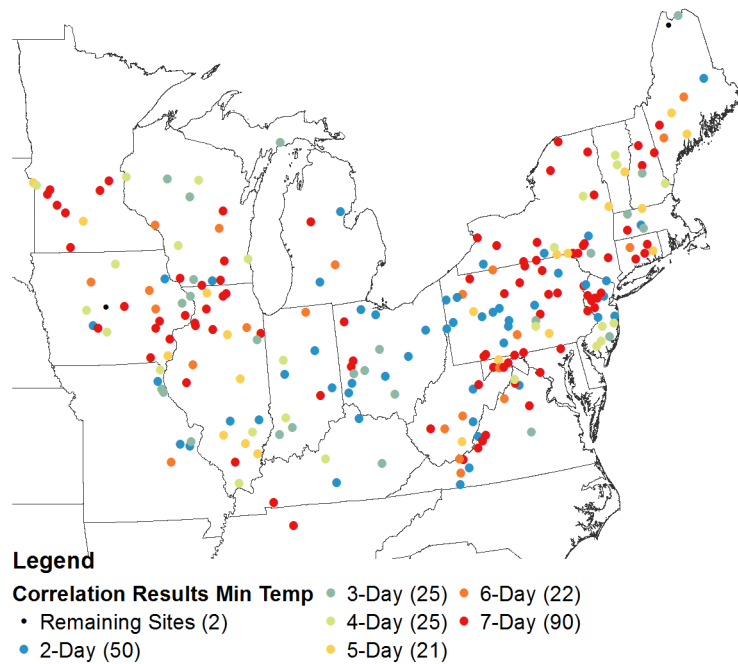 Legend
Correlation Results Min Temp
Remaining Sites (2)
2-Day (50)
3-Day (25)
4-Day (25)
5-Day (21)
6-Day (22)
7-Day (90)